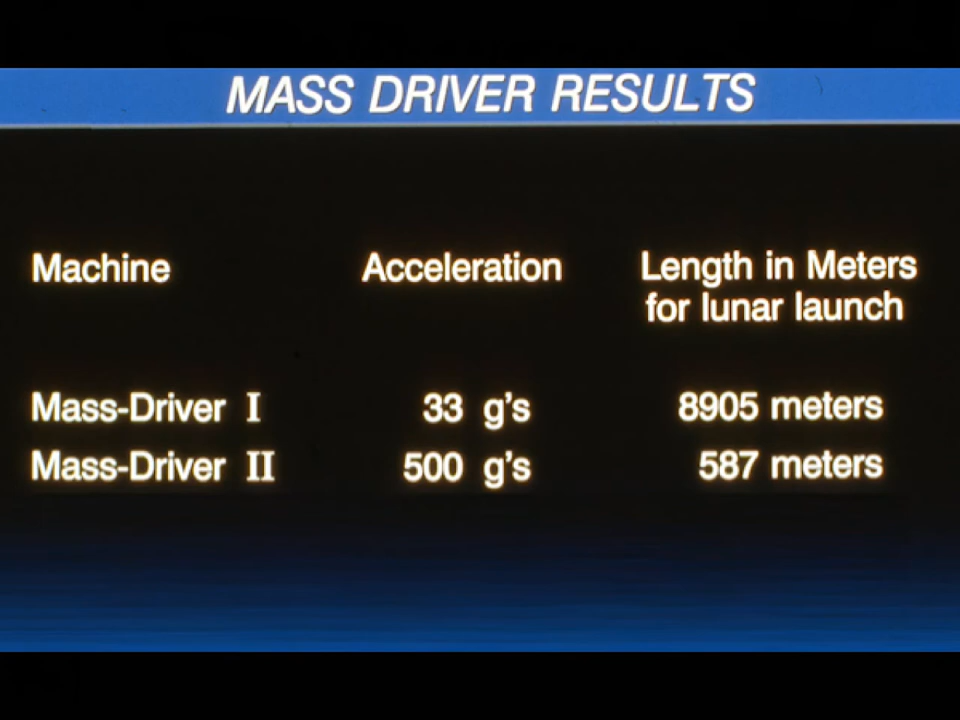 MASS DRIVER RESULTS
Machine Acceleration Length in Meters
for lunar launch
Mass-Driver I 33 g's 8905 meters
Mass-Driver II 500 g's 587 meters